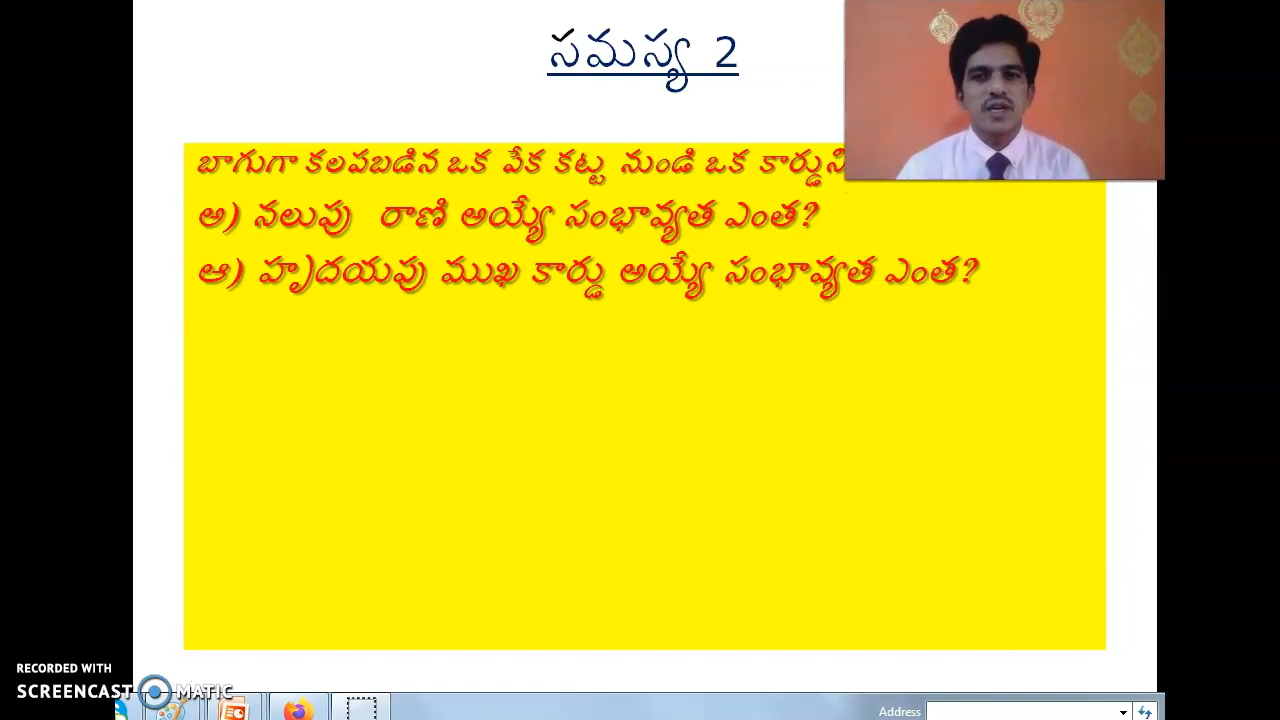 సమస్య 2
బాగుగా కలపబడిన ఒక పేక కట్ట నుండి ఒక కార్డుని
అ) నలుపు రాణి అయ్యే సంభావ్యత ఎంత?
ఆ) హృదయపు ముఖ కార్డు అయ్యే సంభావ్యత ఎంత?
RECORDED WITH
SCREENCAST MATIC
Address